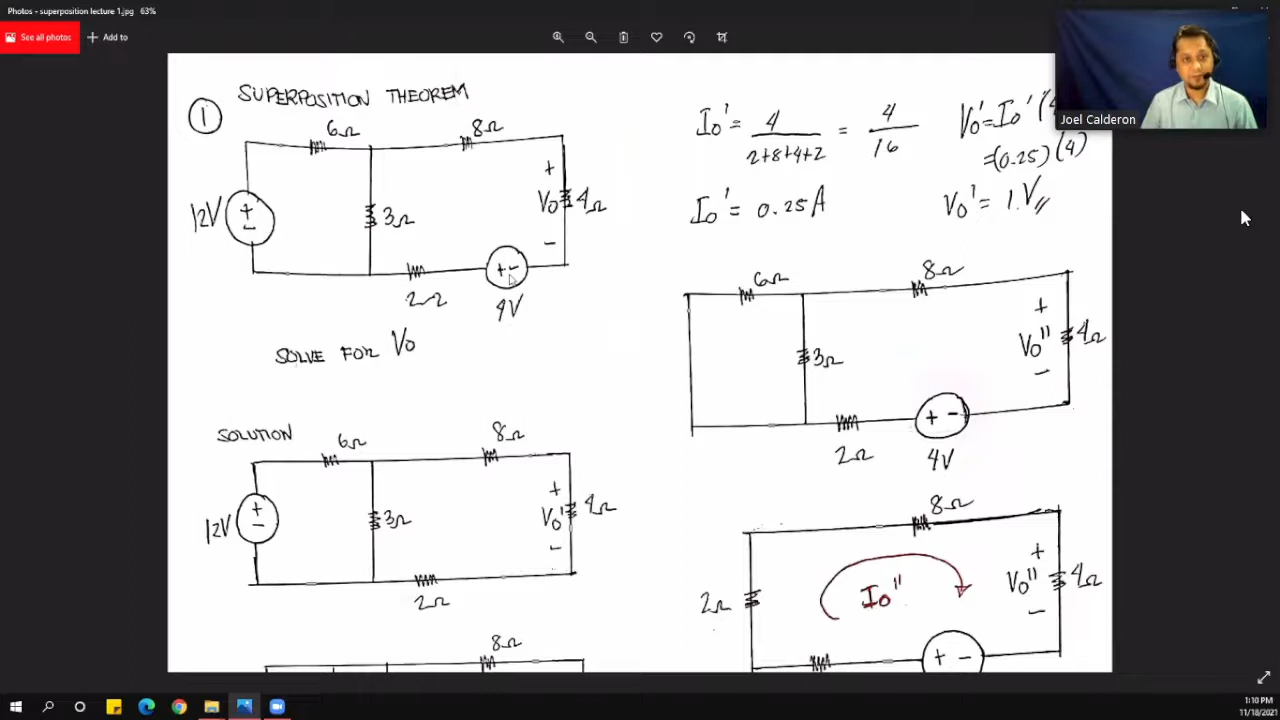 Photos - superposition lecture 1.jpg 63%
See all photos
Add to
Joel Calderon
1
SUPERPOSITION THEOREM
6Ω
8Ω
12V
+
-
3Ω
+
Vo
-
4Ω
2Ω
+-
4V
SOLVE FOR Vo
SOLUTION
6Ω
8Ω
12V
+
-
3Ω
+
Vo'
-
4Ω
2Ω
8Ω
Io' = 4/(2+8+4+2) = 4/16
Vo' = Io' (4
= (0.25) (4)
Io' = 0.25A
Vo' = 1.V//
6Ω
8Ω
3Ω
+
Vo"
-
4Ω
2Ω
+ -
4V
8Ω
2Ω
Io"
+
Vo"
-
4Ω
+ -
1:10 PM
11/18/2021